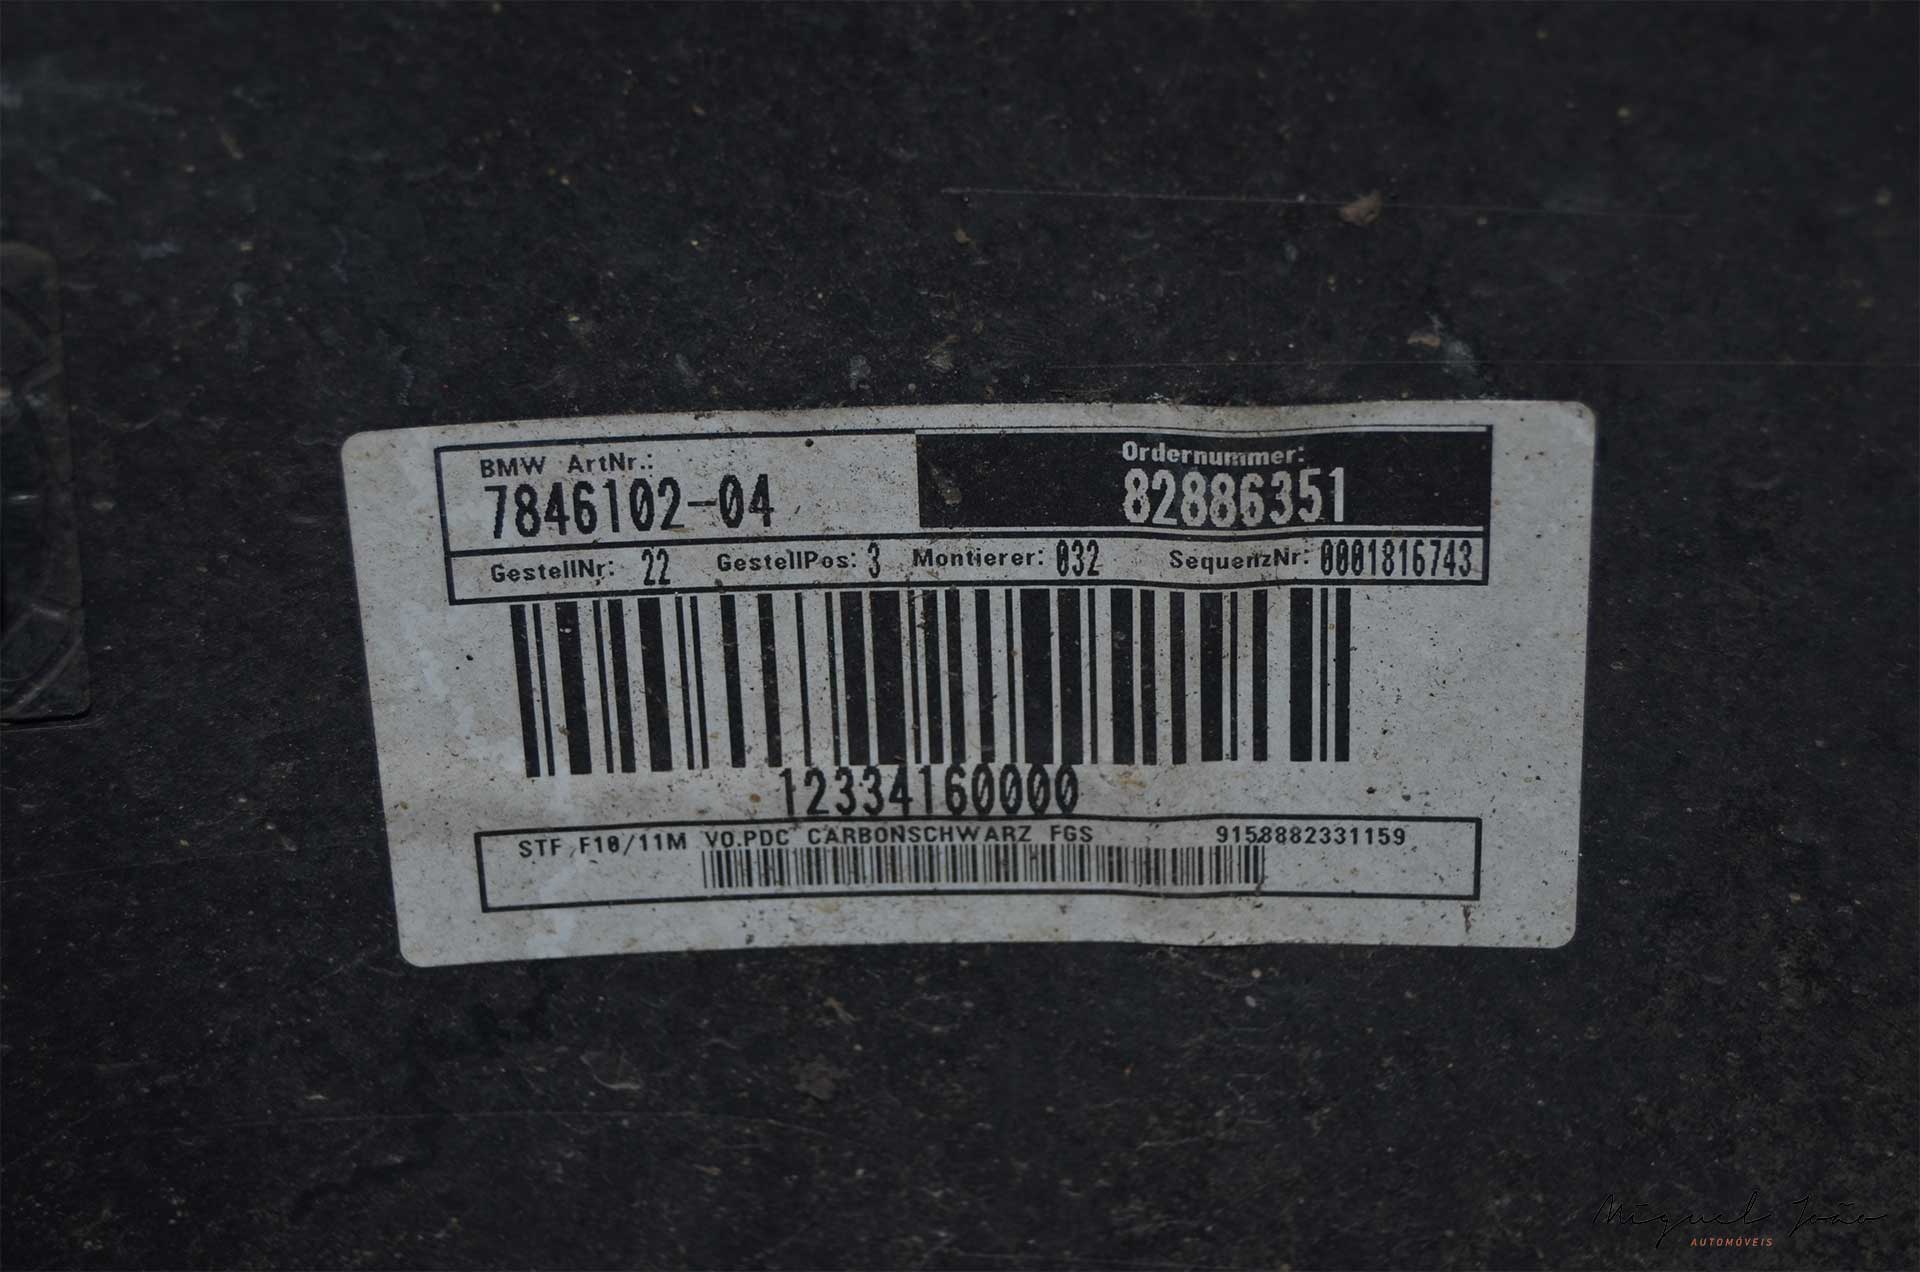 BMW ArtNr.:
7846102-04
Ordernummer:
82886351
GestellNr: 22 GestellPos: 3 Montierer: 032 SequenzNr: 0001816743
12334160000
STF F10/11M VO.PDC CARBONSCHWARZ FGS 9158882331159
Miguel João
AUTOMÓVEIS